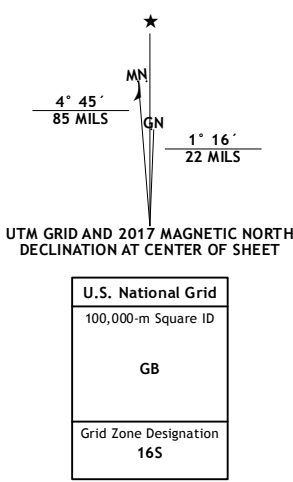 ★
MN
4° 45´
85 MILS
GN
1° 16´
22 MILS
UTM GRID AND 2017 MAGNETIC NORTH
DECLINATION AT CENTER OF SHEET
U.S. National Grid
100,000-m Square ID
GB
Grid Zone Designation
16S